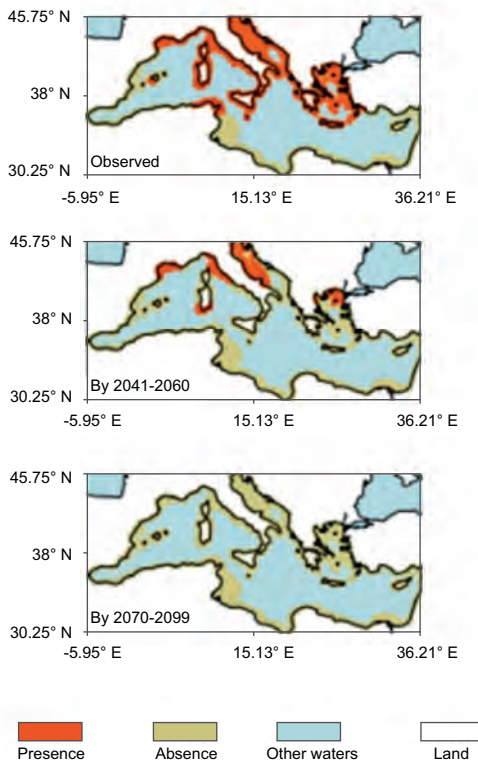 45.75° N
38° N
30.25° N
Observed
-5.95° E 15.13° E 36.21° E
45.75° N
38° N
30.25° N
By 2041-2060
-5.95° E 15.13° E 36.21° E
45.75° N
38° N
30.25° N
By 2070-2099
-5.95° E 15.13° E 36.21° E
Presence Absence Other waters Land